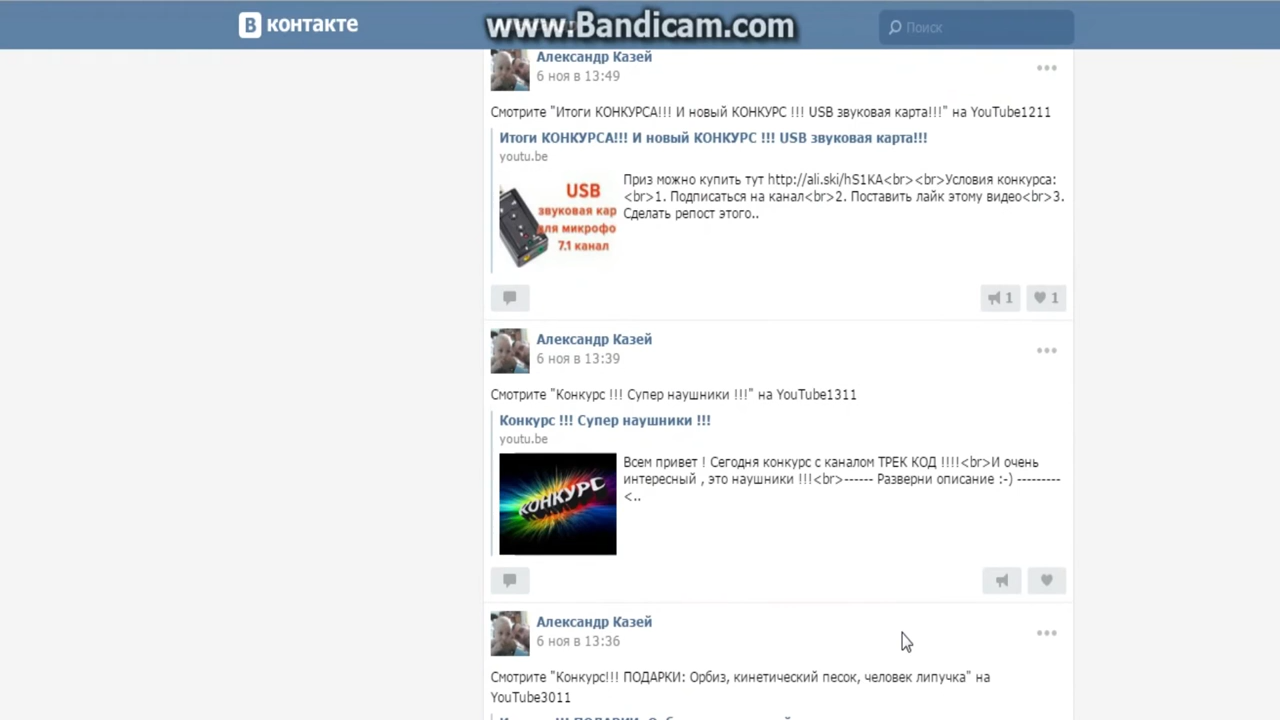 В контакте
www.Bandicam.com
Поиск
Александр Казей
6 ноя в 13:49
Смотрите "Итоги КОНКУРСА!!! И новый КОНКУРС !!! USB звуковая карта!!!" на YouTube1211
Итоги КОНКУРСА!!! И новый КОНКУРС !!! USB звуковая карта!!!
youtu.be
USB
звуковая кар
для микрофо
7.1 канал
Приз можно купить тут http://ali.ski/hS1KA<br><br>Условия конкурса:
<br>1. Подписаться на канал<br>2. Поставить лайк этому видео<br>3.
Сделать репост этого..
1
1
Александр Казей
6 ноя в 13:39
Смотрите "Конкурс !!! Супер наушники !!!" на YouTube1311
Конкурс !!! Супер наушники !!!
youtu.be
КОНКУРС
Всем привет ! Сегодня конкурс с каналом ТРЕК КОД !!!!<br>И очень
интересный , это наушники !!!<br>------ Разверни описание :-) ---------
<..
Александр Казей
6 ноя в 13:36
Смотрите "Конкурс!!! ПОДАРКИ: Орбиз, кинетический песок, человек липучка" на
YouTube3011